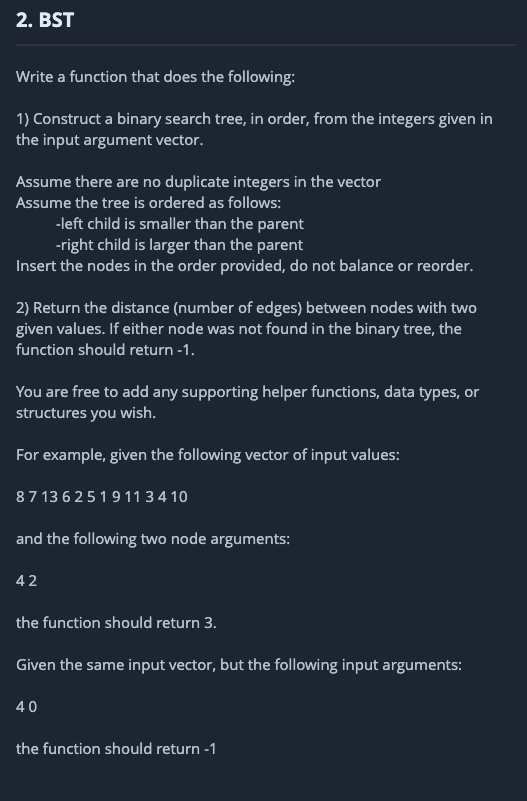 2. BST
Write a function that does the following:
1) Construct a binary search tree, in order, from the integers given in
the input argument vector.
Assume there are no duplicate integers in the vector
Assume the tree is ordered as follows:
-left child is smaller than the parent
-right child is larger than the parent
Insert the nodes in the order provided, do not balance or reorder.
2) Return the distance (number of edges) between nodes with two
given values. If either node was not found in the binary tree, the
function should return -1.
You are free to add any supporting helper functions, data types, or
structures you wish.
For example, given the following vector of input values:
8 7 13 6 2 5 1 9 11 3 4 10
and the following two node arguments:
4 2
the function should return 3.
Given the same input vector, but the following input arguments:
4 0
the function should return -1